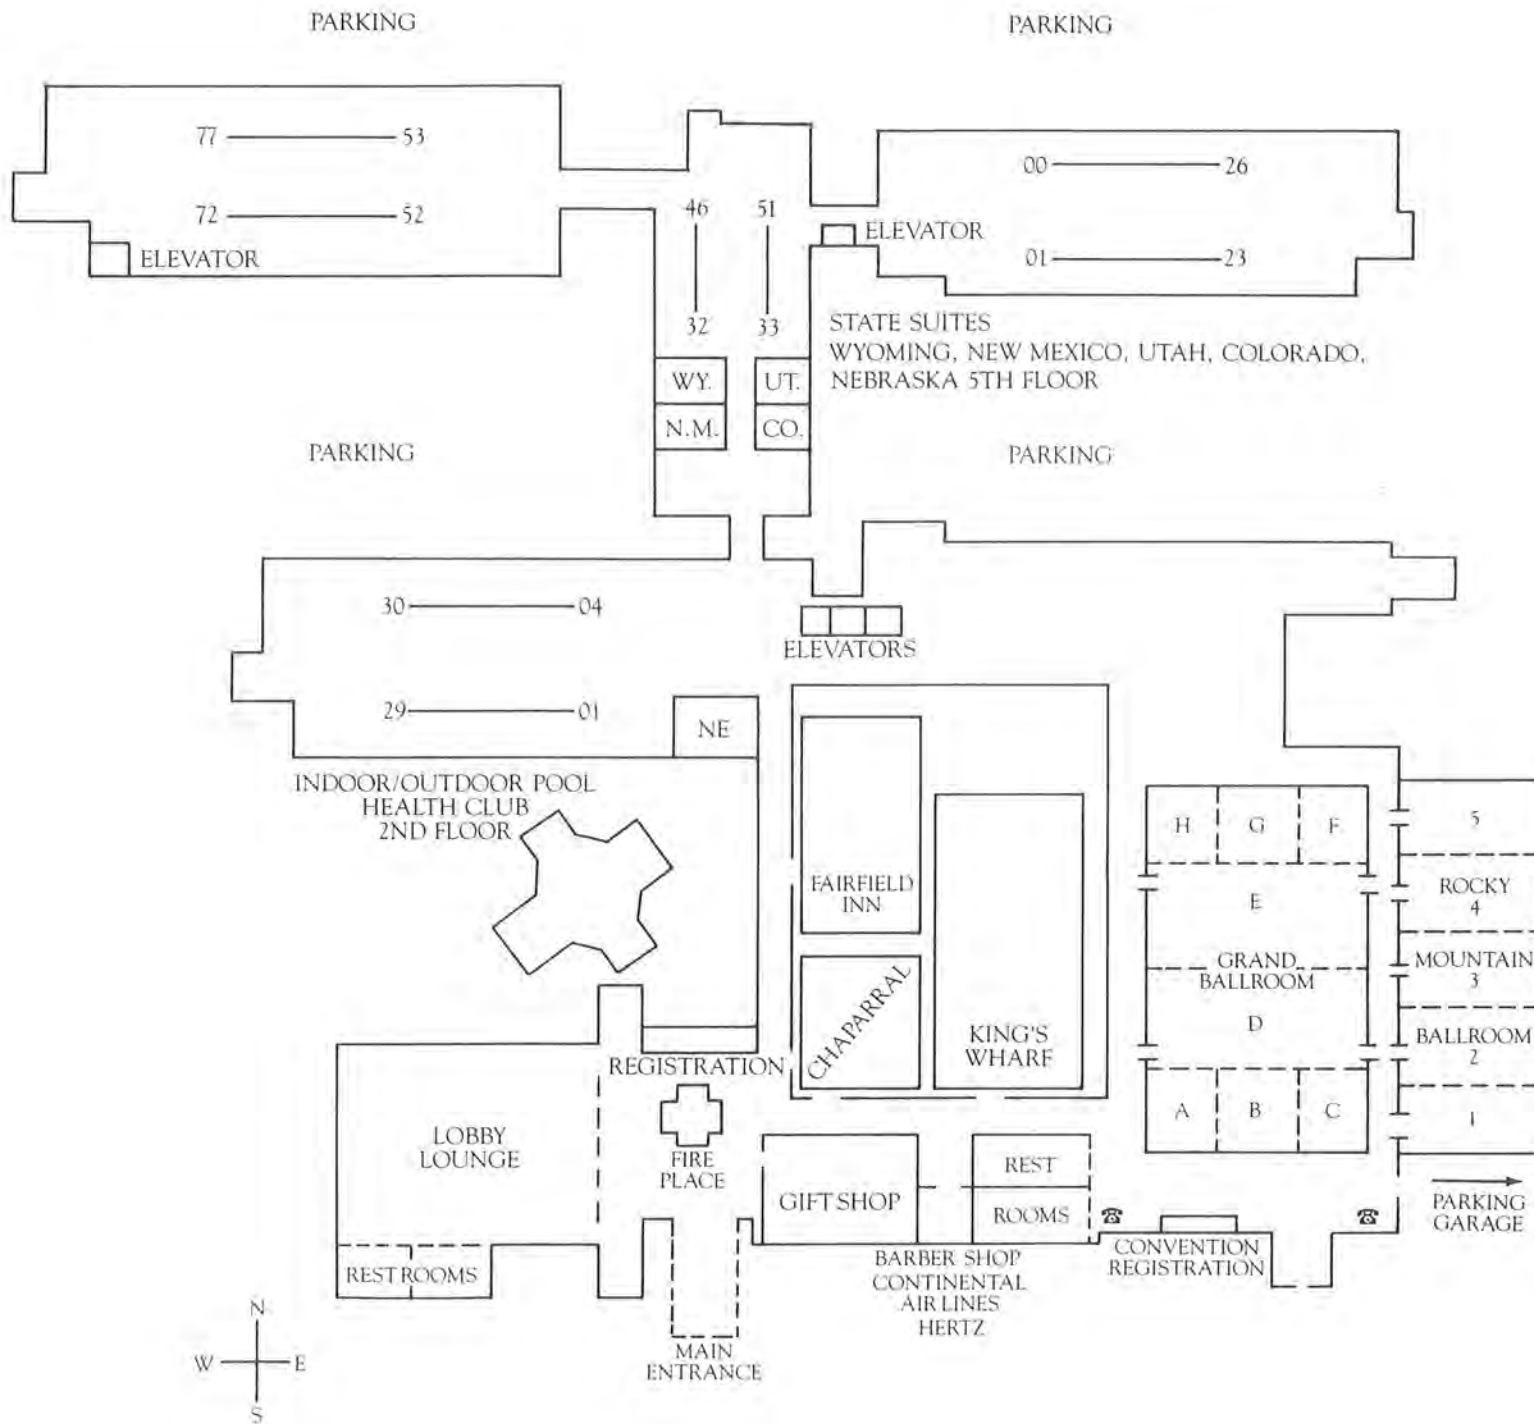 PARKING
PARKING
77 53
00 26
72 52
46 51
ELEVATOR
ELEVATOR
01 23
32 33
STATE SUITES
WYOMING, NEW MEXICO, UTAH, COLORADO,
NEBRASKA 5TH FLOOR
WY. UT.
N.M. CO.
PARKING
PARKING
30 04
ELEVATORS
29 01
NE
INDOOR/OUTDOOR POOL
HEALTH CLUB
2ND FLOOR
FAIRFIELD
INN
CHAPARRAL
KING'S
WHARF
H G F
E
GRAND
BALLROOM
D
A B C
5
ROCKY
4
MOUNTAIN
3
BALLROOM
2
1
REGISTRATION
LOBBY
LOUNGE
FIRE
PLACE
GIFT SHOP
REST
ROOMS
PARKING
GARAGE
RESTROOMS
BARBER SHOP
CONTINENTAL
AIRLINES
HERTZ
CONVENTION
REGISTRATION
MAIN
ENTRANCE
N
W E
S